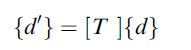 {d′} = [T ]{d}